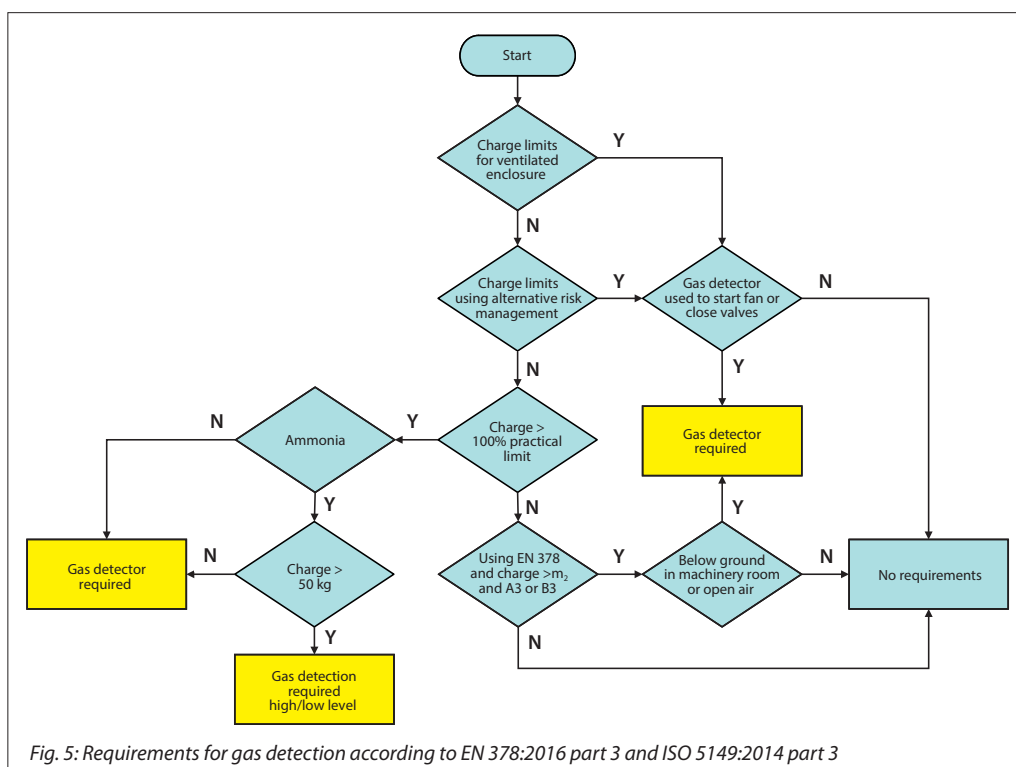 Start
Charge limits
for ventilated
enclosure
Y
N
Charge limits
using alternative risk
management
Y
Gas detector
used to start fan or
close valves
N
N
Y
Ammonia
N
Y
Charge >
100% practical
limit
Gas detector
required
Y
N
Y
Gas detector
required
N
Charge >
50 kg
Using EN 378
and charge >m₂
and A3 or B3
Y
Below ground
in machinery room
or open air
N
No requirements
Y
N
Gas detection
required
high/low level
Fig. 5: Requirements for gas detection according to EN 378:2016 part 3 and ISO 5149:2014 part 3